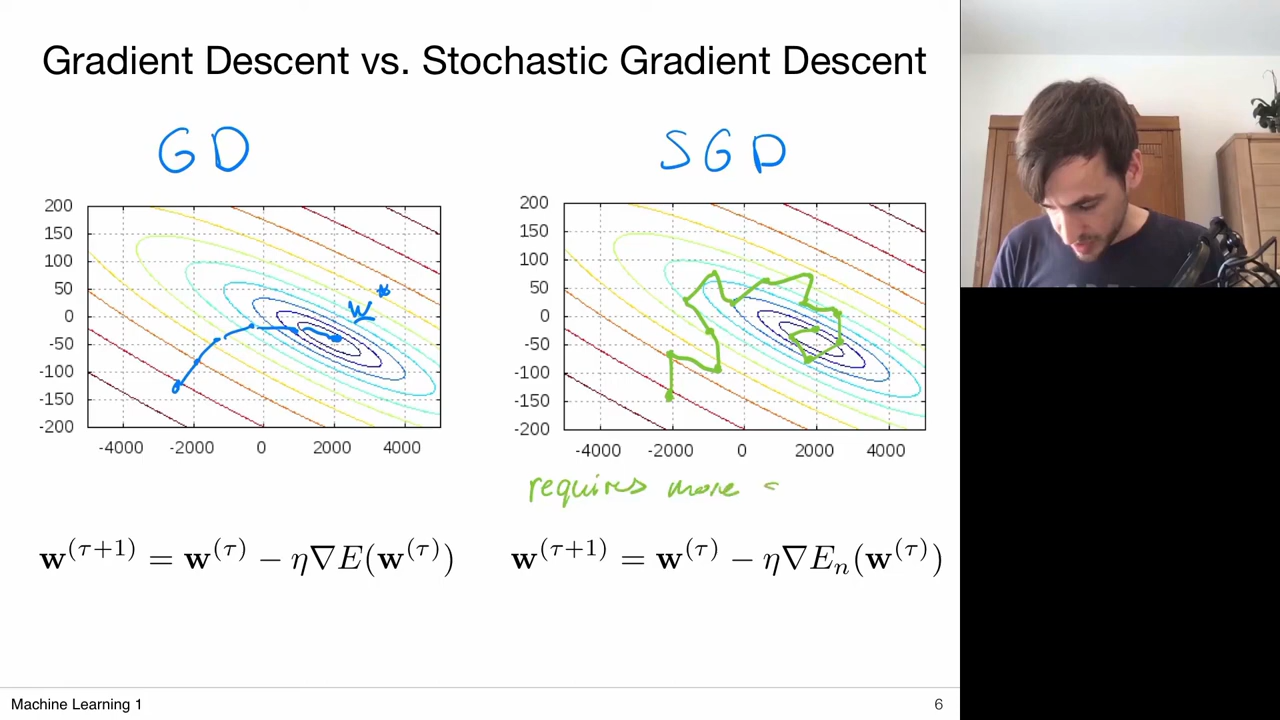 Gradient Descent vs. Stochastic Gradient Descent
GD
SGD
200
150
100
50
0
-50
-100
-150
-200
-4000 -2000 0 2000 4000
w*
200
150
100
50
0
-50
-100
-150
-200
-4000 -2000 0 2000 4000
requires more
w^(τ+1) = w^(τ) − η∇E(w^(τ))
w^(τ+1) = w^(τ) − η∇E_n(w^(τ))
Machine Learning 1
6